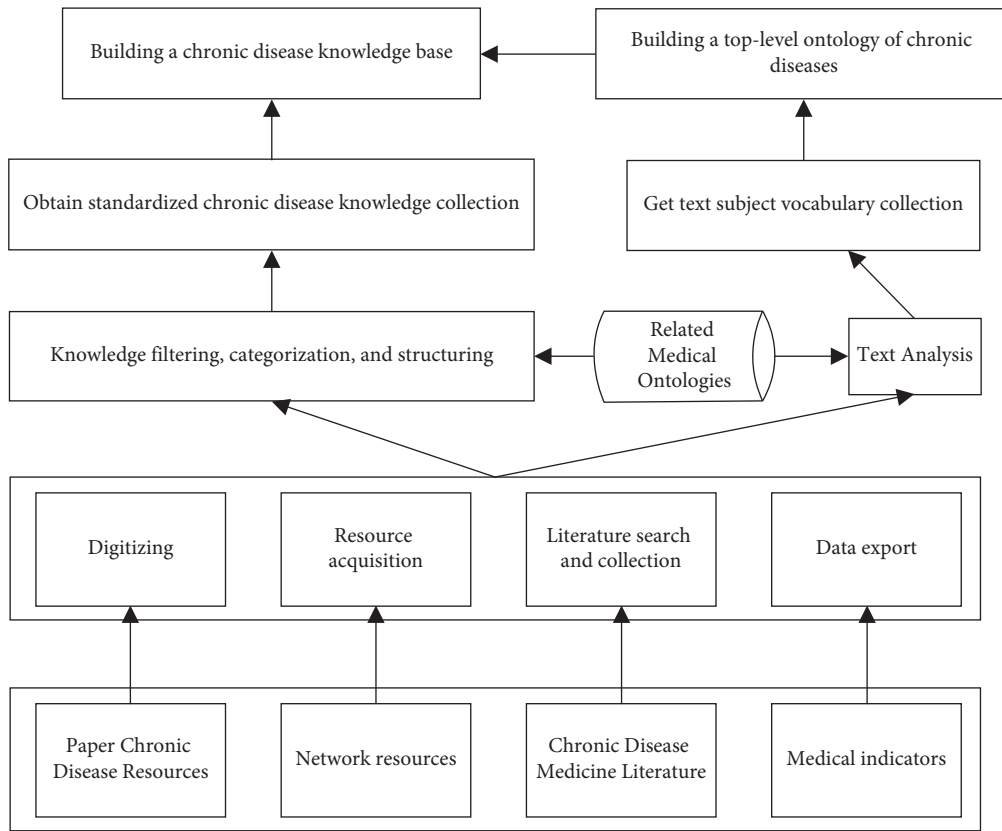 Building a chronic disease knowledge base
Building a top-level ontology of chronic
diseases
Obtain standardized chronic disease knowledge collection
Get text subject vocabulary collection
Knowledge filtering, categorization, and structuring
Related
Medical
Ontologies
Text Analysis
Digitizing
Resource
acquisition
Literature search
and collection
Data export
Paper Chronic
Disease Resources
Network resources
Chronic Disease
Medicine Literature
Medical indicators